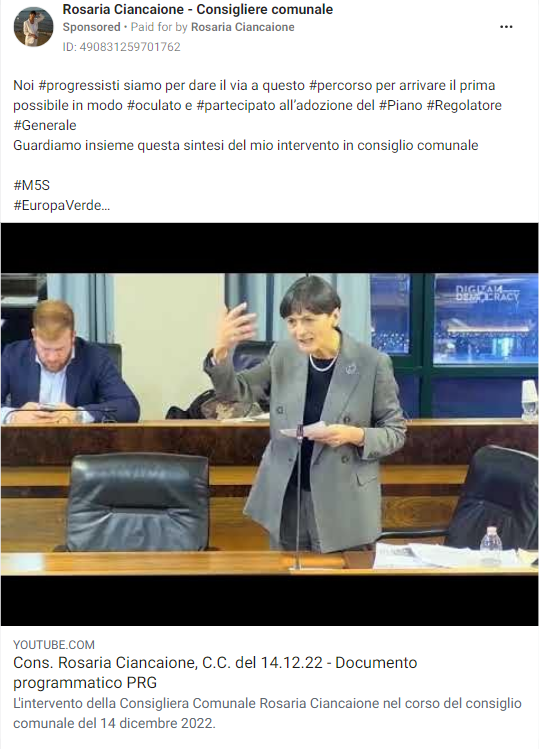 Rosaria Ciancaione - Consigliere comunale
Sponsored • Paid for by Rosaria Ciancaione
ID: 490831259701762
Noi #progressisti siamo per dare il via a questo #percorso per arrivare il prima
possibile in modo #oculato e #partecipato all'adozione del #Piano #Regolatore
#Generale
Guardiamo insieme questa sintesi del mio intervento in consiglio comunale
#M5S
#EuropaVerde...
DIGITAM
DEMOCRACY
YOUTUBE.COM
Cons. Rosaria Ciancaione, C.C. del 14.12.22 - Documento
programmatico PRG
L'intervento della Consigliera Comunale Rosaria Ciancaione nel corso del consiglio
comunale del 14 dicembre 2022.